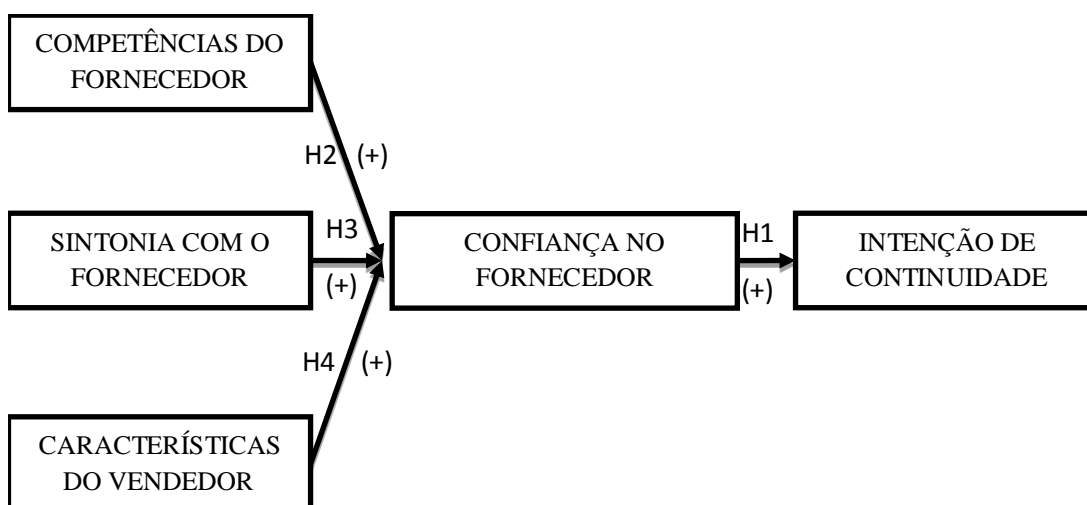 COMPETÊNCIAS DO
FORNECEDOR
H2 (+)
SINTONIA COM O
FORNECEDOR
H3
(+)
CONFIANÇA NO
FORNECEDOR
H1
(+)
INTENÇÃO DE
CONTINUIDADE
H4 (+)
CARACTERÍSTICAS
DO VENDEDOR